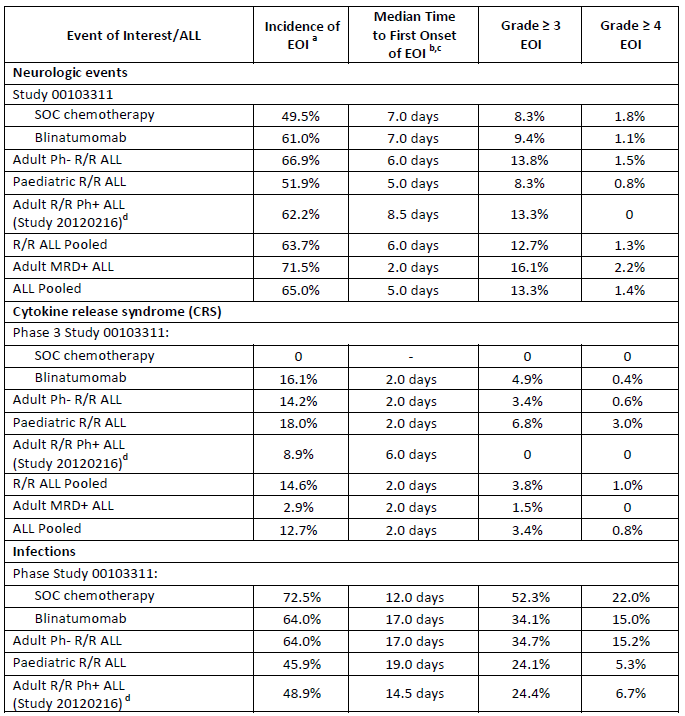 Event of Interest/ALL Incidence of EOI a Median Time to First Onset of EOI b,c Grade ≥ 3 EOI Grade ≥ 4 EOI
Neurologic events
Study 00103311
SOC chemotherapy 49.5% 7.0 days 8.3% 1.8%
Blinatumomab 61.0% 7.0 days 9.4% 1.1%
Adult Ph- R/R ALL 66.9% 6.0 days 13.8% 1.5%
Paediatric R/R ALL 51.9% 5.0 days 8.3% 0.8%
Adult R/R Ph+ ALL
(Study 20120216)d 62.2% 8.5 days 13.3% 0
R/R ALL Pooled 63.7% 6.0 days 12.7% 1.3%
Adult MRD+ ALL 71.5% 2.0 days 16.1% 2.2%
ALL Pooled 65.0% 5.0 days 13.3% 1.4%
Cytokine release syndrome (CRS)
Phase 3 Study 00103311:
SOC chemotherapy 0 - 0 0
Blinatumomab 16.1% 2.0 days 4.9% 0.4%
Adult Ph- R/R ALL 14.2% 2.0 days 3.4% 0.6%
Paediatric R/R ALL 18.0% 2.0 days 6.8% 3.0%
Adult R/R Ph+ ALL
(Study 20120216)d 8.9% 6.0 days 0 0
R/R ALL Pooled 14.6% 2.0 days 3.8% 1.0%
Adult MRD+ ALL 2.9% 2.0 days 1.5% 0
ALL Pooled 12.7% 2.0 days 3.4% 0.8%
Infections
Phase Study 00103311:
SOC chemotherapy 72.5% 12.0 days 52.3% 22.0%
Blinatumomab 64.0% 17.0 days 34.1% 15.0%
Adult Ph- R/R ALL 64.0% 17.0 days 34.7% 15.2%
Paediatric R/R ALL 45.9% 19.0 days 24.1% 5.3%
Adult R/R Ph+ ALL
(Study 20120216) d 48.9% 14.5 days 24.4% 6.7%